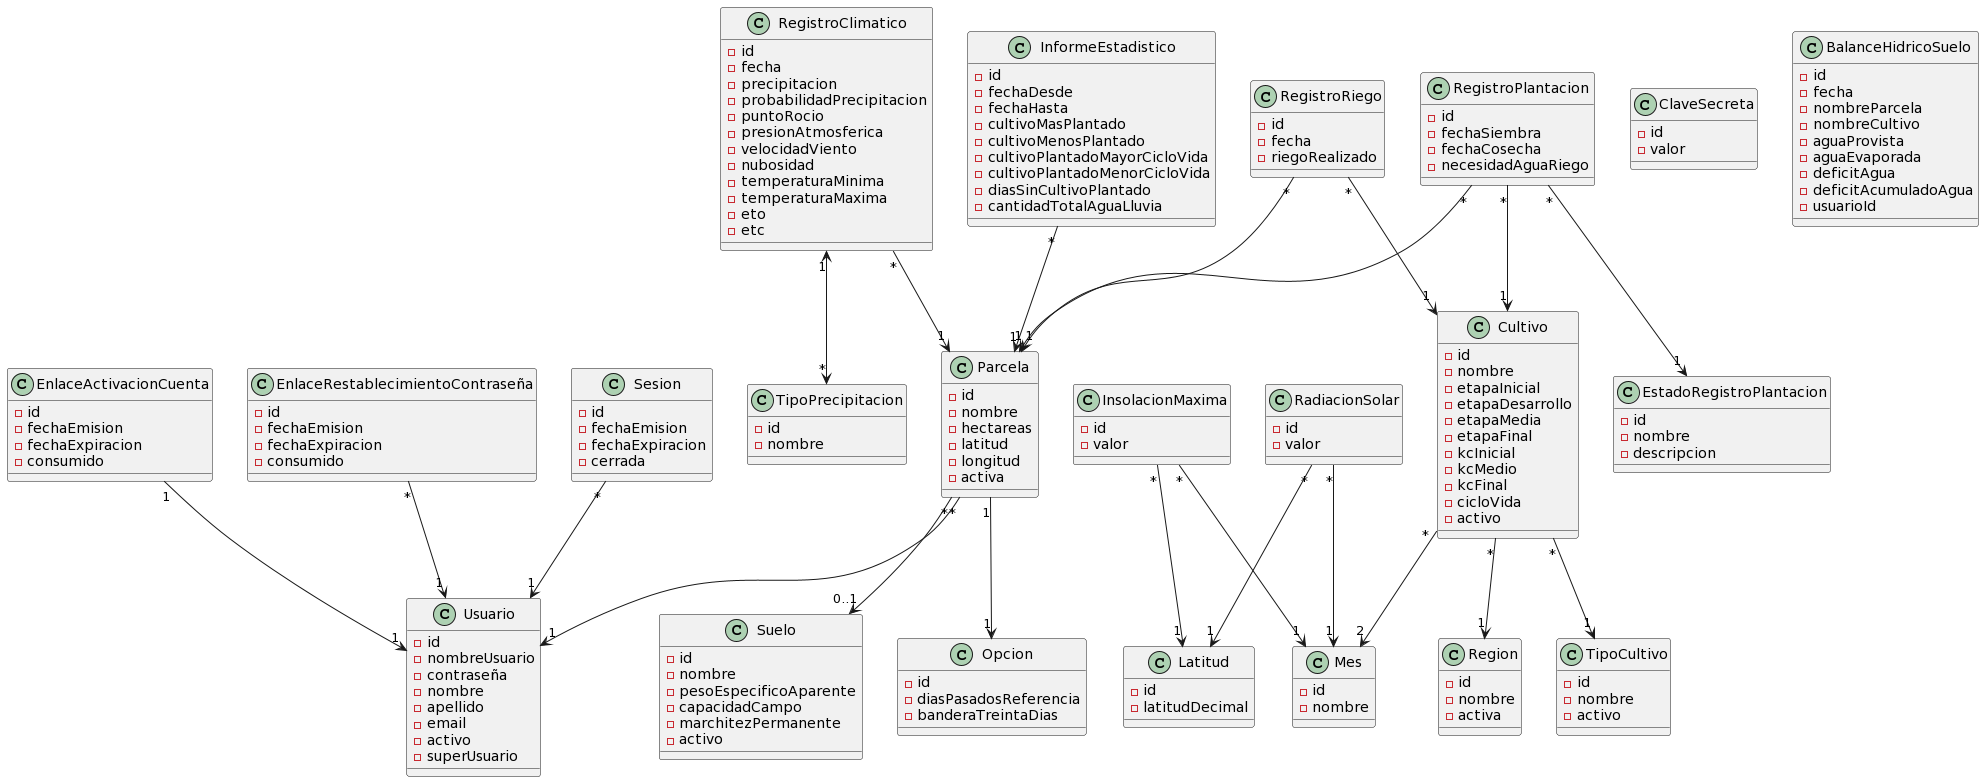 RegistroClimatico
id
fecha
precipitacion
probabilidadPrecipitacion
puntoRocio
presionAtmosferica
velocidadViento
nubosidad
temperaturaMinima
temperaturaMaxima
eto
etc
InformeEstadistico
id
fechaDesde
fechaHasta
cultivoMasPlantado
cultivoMenosPlantado
cultivoPlantadoMayorCicloVida
cultivoPlantadoMenorCicloVida
diasSinCultivoPlantado
cantidadTotalAguaLluvia
RegistroRiego
id
fecha
riegoRealizado
RegistroPlantacion
id
fechaSiembra
fechaCosecha
necesidadAguaRiego
ClaveSecreta
id
valor
BalanceHidricoSuelo
id
fecha
nombreParcela
nombreCultivo
aguaProvista
aguaEvaporada
deficitAgua
deficitAcumuladoAgua
usuarioId
* * * * * *
1 *
*
1 1
1 1 1
1
*
EnlaceActivacionCuenta
id
fechaEmision
fechaExpiracion
consumido
EnlaceRestablecimientoContraseña
id
fechaEmision
fechaExpiracion
consumido
Sesion
id
fechaEmision
fechaExpiracion
cerrada
TipoPrecipitacion
id
nombre
Parcela
id
nombre
hectareas
latitud
longitud
activa
InsolacionMaxima
id
valor
RadiacionSolar
id
valor
Cultivo
id
nombre
etapaInicial
etapaDesarrollo
etapaMedia
etapaFinal
kcInicial
kcMedio
kcFinal
cicloVida
activo
EstadoRegistroPlantacion
id
nombre
descripcion
* * * *
1 * *
* * 1
* * *
1 1
0..1
1 1
1 1 1 1 1 2 1 1
Usuario
id
nombreUsuario
contraseña
nombre
apellido
email
activo
superUsuario
Suelo
id
nombre
pesoEspecificoAparente
capacidadCampo
marchitezPermanente
activo
Opcion
id
diasPasadosReferencia
banderaTreintaDias
Latitud
id
latitudDecimal
Mes
id
nombre
Region
id
nombre
activa
TipoCultivo
id
nombre
activo